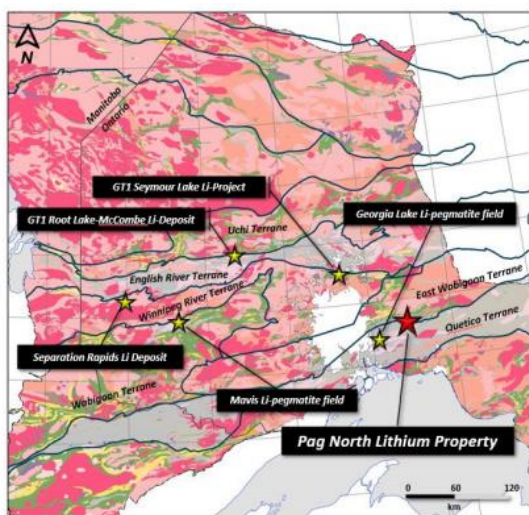 N
Manitoba
Ontario
GT1 Seymour Lake Li-Project
GT1 Root Lake-McCombe Li-Deposit
Georgia Lake Li-pegmatite field
Uchi Terrane
English River Terrane
Winnipeg River Terrane
East Wabigoon Terrane
Quetico Terrane
Separation Rapids Li Deposit
Wabigoon Terrane
Mavis Li-pegmatite field
Pag North Lithium Property
0 60 120
km